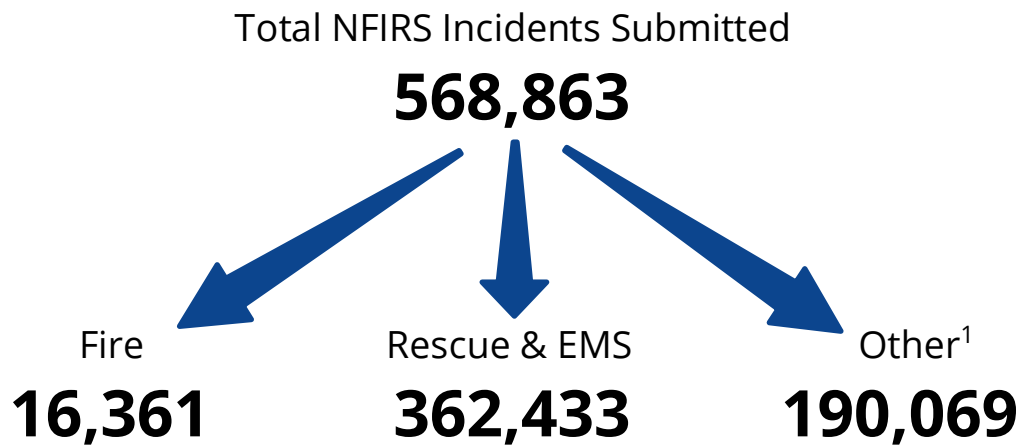 Total NFIRS Incidents Submitted
568,863
Fire
Rescue & EMS
Other¹
16,361
362,433
190,069